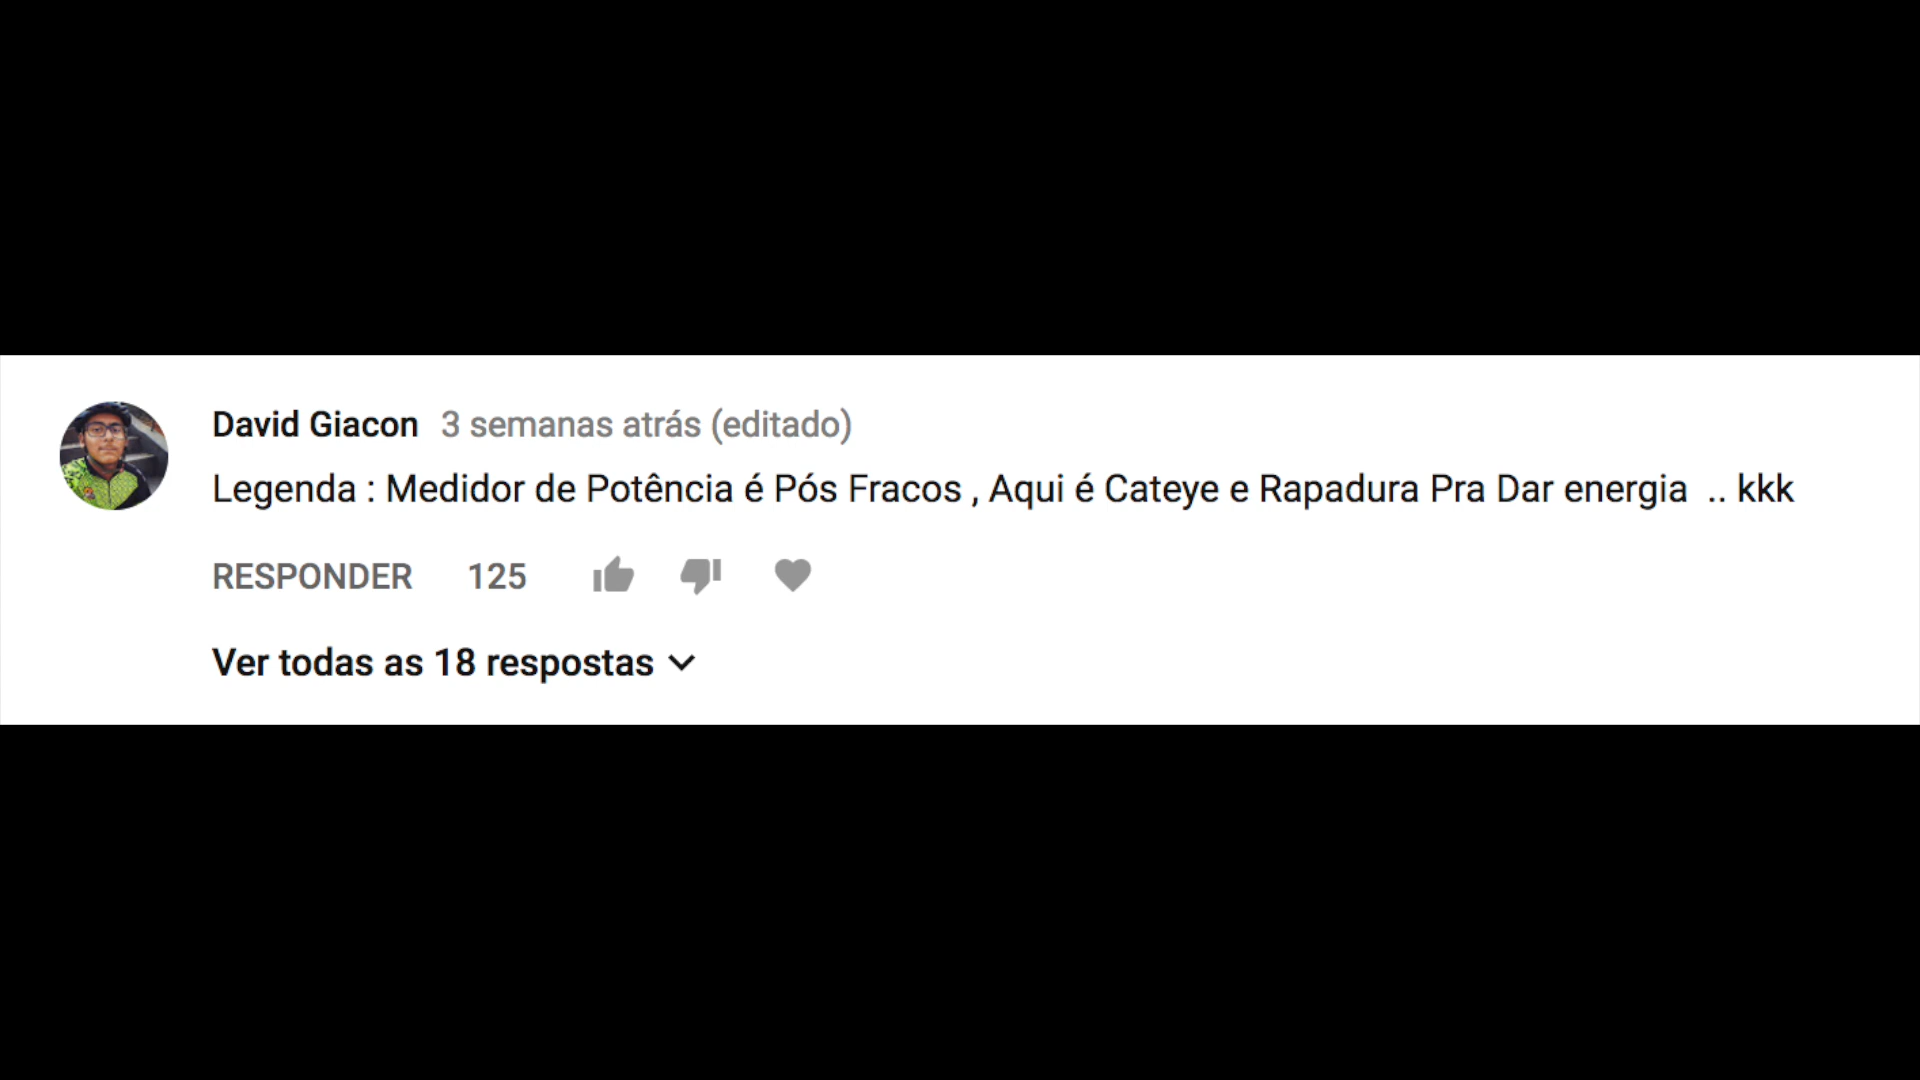 David Giacon 3 semanas atrás (editado)
Legenda : Medidor de Potência é Pós Fracos , Aqui é Cateye e Rapadura Pra Dar energia .. kkk
RESPONDER 125
Ver todas as 18 respostas